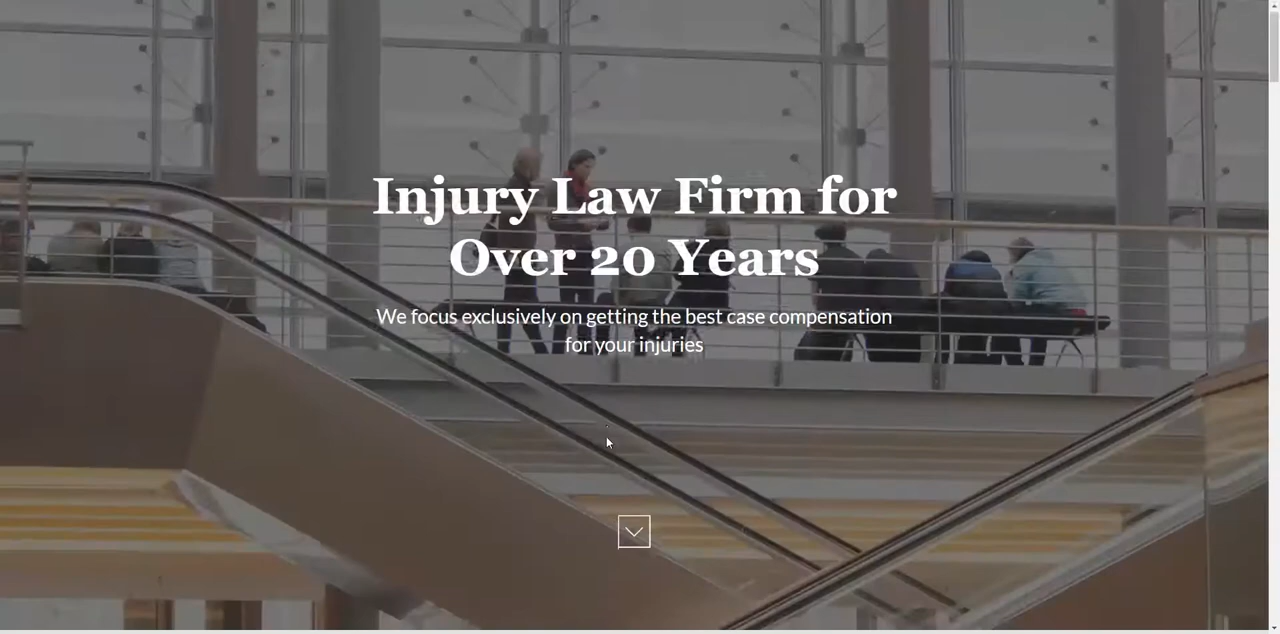 Injury Law Firm for
Over 20 Years
We focus exclusively on getting the best case compensation
for your injuries